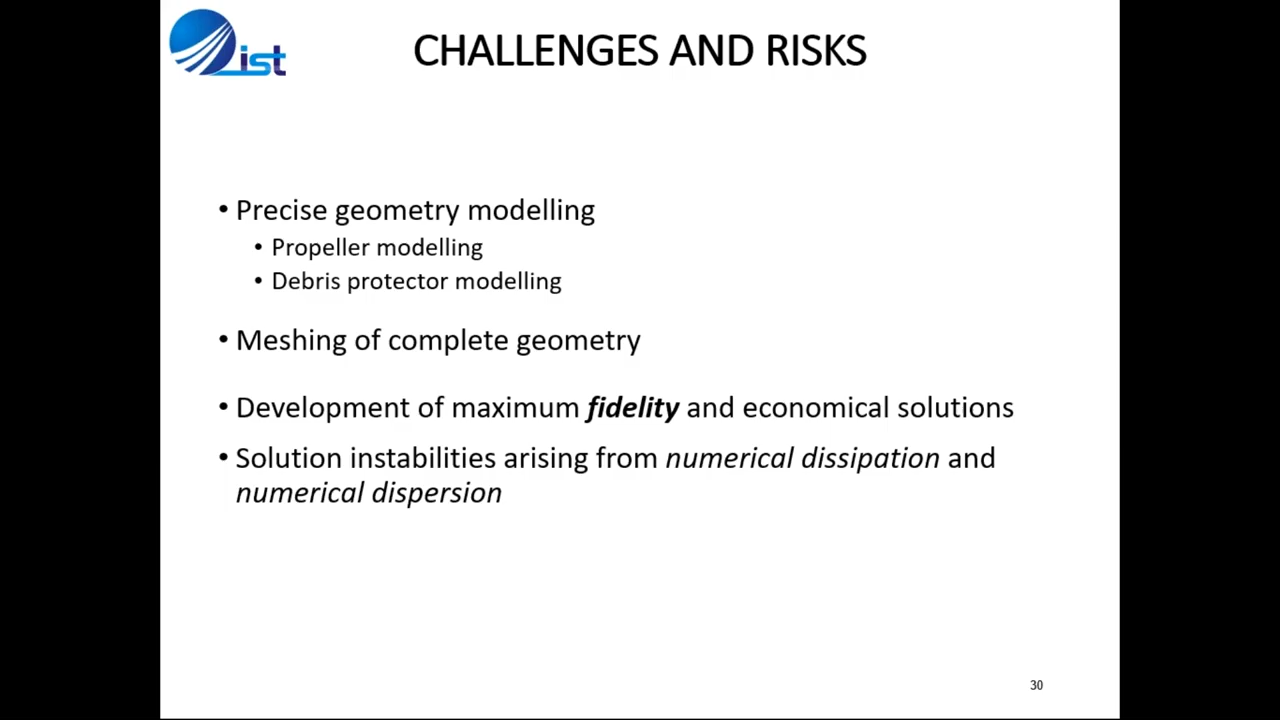 ist
CHALLENGES AND RISKS
• Precise geometry modelling
• Propeller modelling
• Debris protector modelling
• Meshing of complete geometry
• Development of maximum fidelity and economical solutions
• Solution instabilities arising from numerical dissipation and
numerical dispersion
30